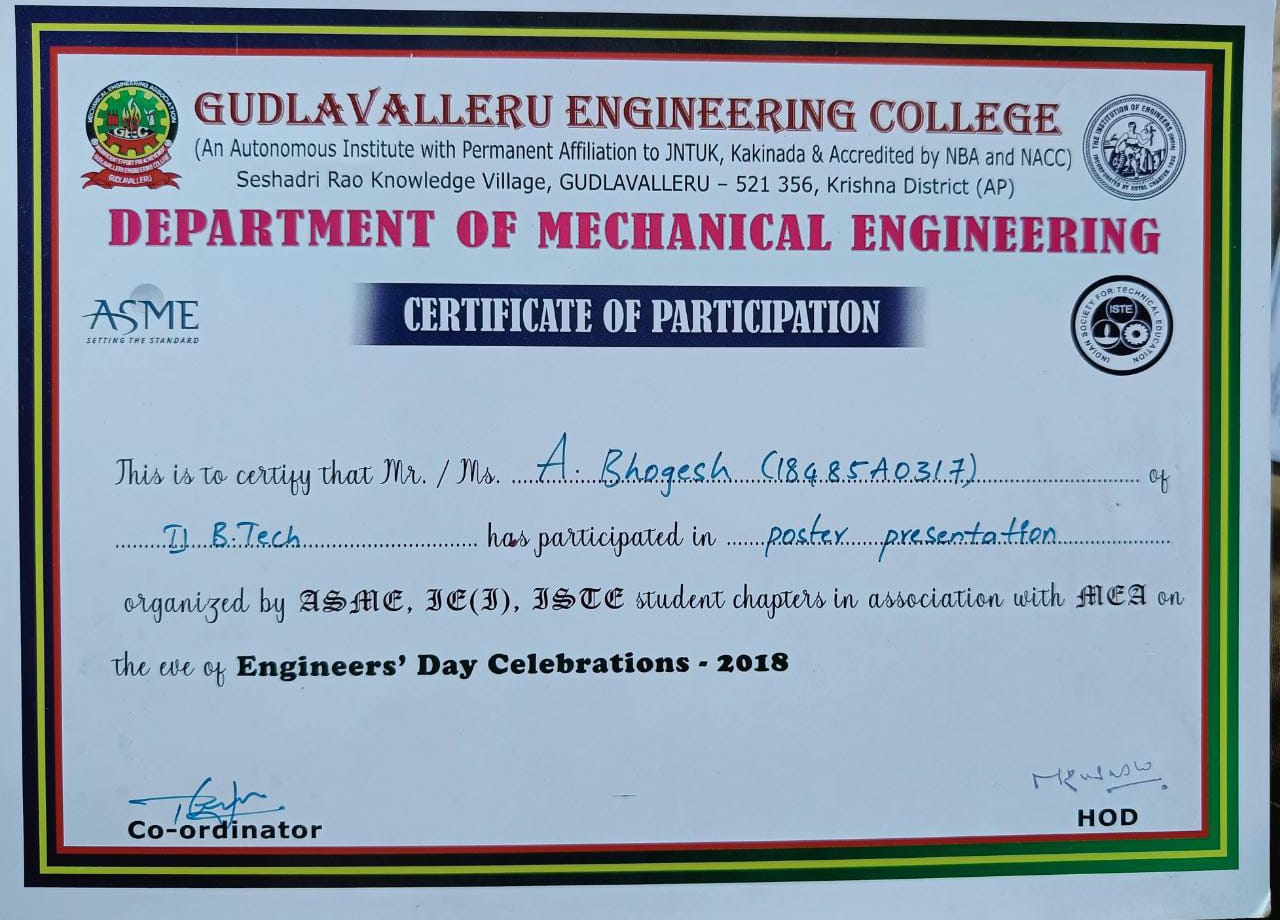 GUDLAVALLERU ENGINEERING COLLEGE
(An Autonomous Institute with Permanent Affiliation to JNTUK, Kakinada & Accredited by NBA and NACC)
Seshadri Rao Knowledge Village, GUDLAVALLERU – 521 356, Krishna District (AP)
DEPARTMENT OF MECHANICAL ENGINEERING
MECHANICAL ENGINEERING ASSOCIATION
GEC
GUDLAVALLERU ENGINEERING COLLEGE
GUDLAVALLERU
THE INSTITUTION OF ENGINEERS (INDIA)
INCORPORATED BY ROYAL CHARTER 1935
ASME
SETTING THE STANDARD
CERTIFICATE OF PARTICIPATION
INDIAN SOCIETY FOR TECHNICAL EDUCATION
ISTE
This is to certify that Mr. / Ms. A. Bhogesh (18485A0317) of
II B.Tech has participated in poster presentation
organized by ASME, IE(I), ISTE student chapters in association with MEA on
the eve of Engineers' Day Celebrations - 2018
Co-ordinator
HOD